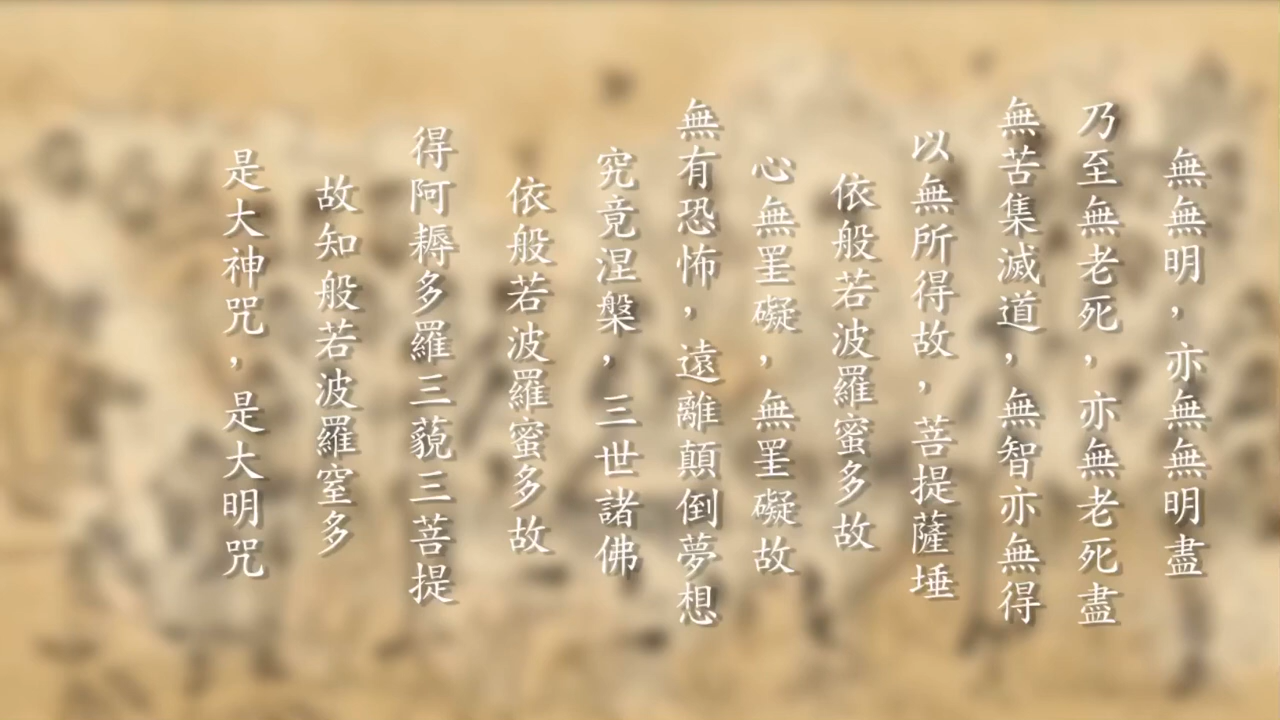 無無明，亦無無明盡
乃至無老死，亦無老死盡
無苦集滅道，無智亦無得
以無所得故，菩提薩埵
依般若波羅蜜多故
心無罣礙，無罣礙故
無有恐怖，遠離顛倒夢想
究竟涅槃，三世諸佛
依般若波羅蜜多故
得阿耨多羅三藐三菩提
故知般若波羅窒多
是大神咒，是大明咒